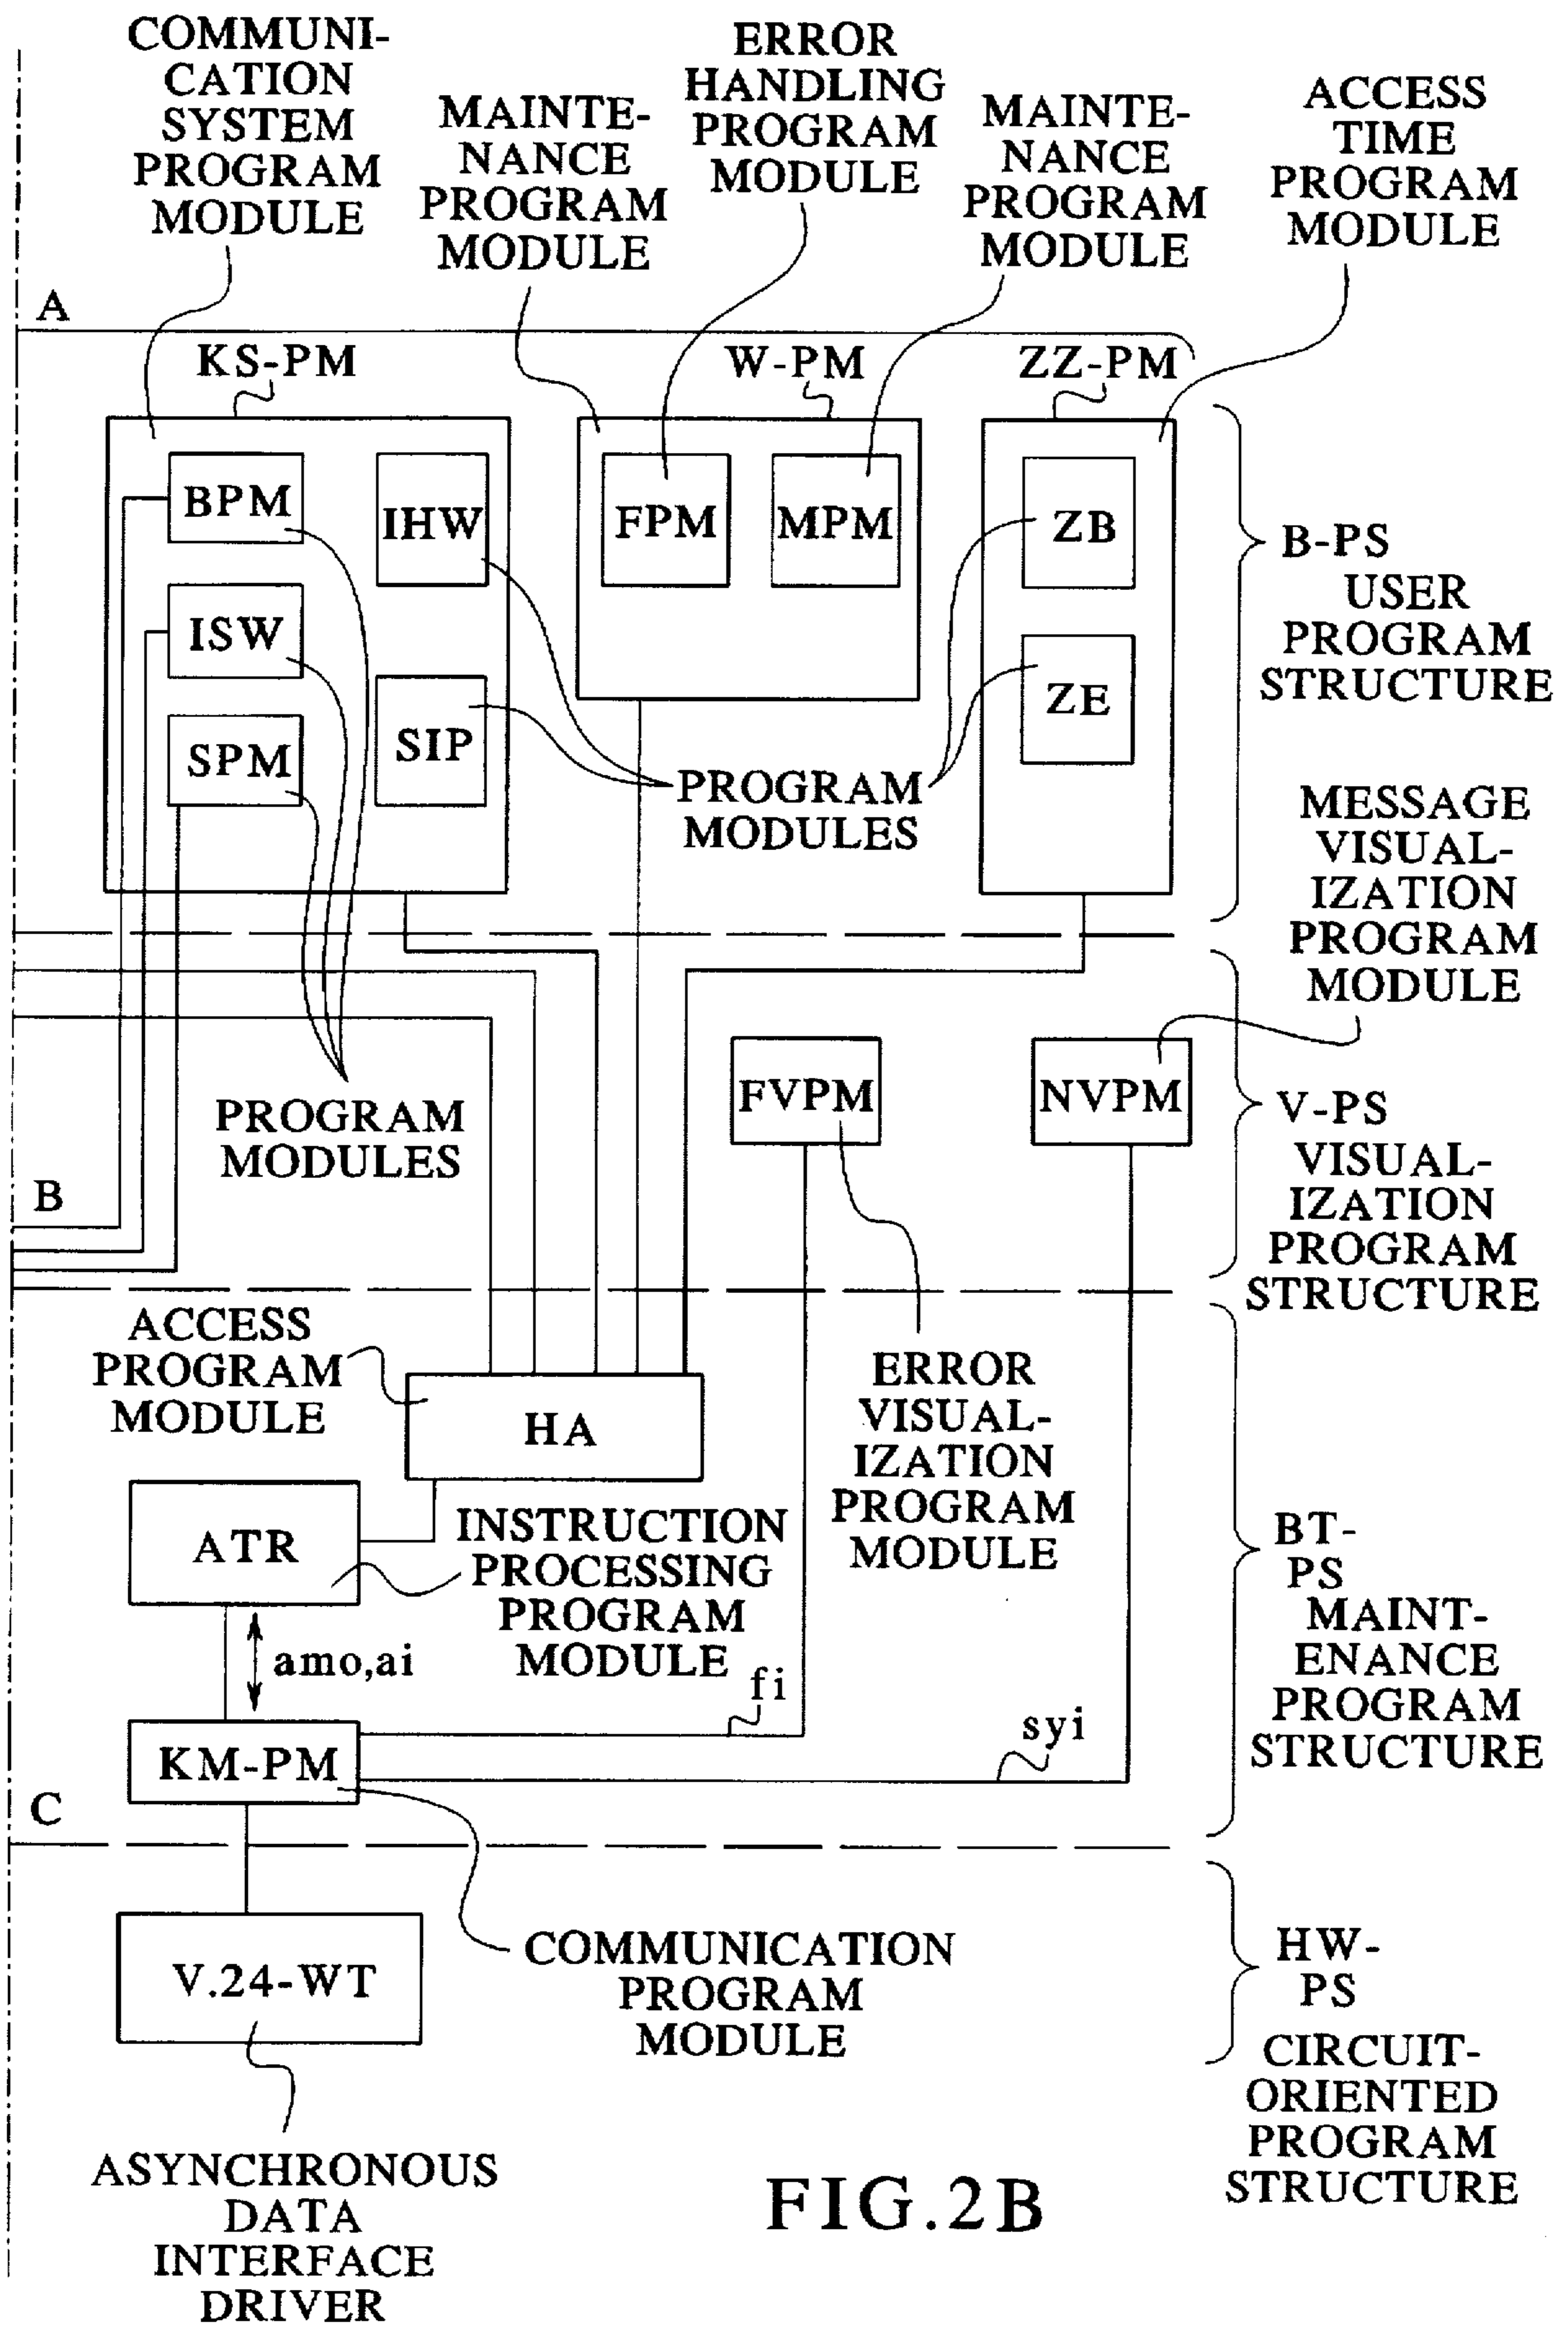 COMMUNI-
CATION
SYSTEM
PROGRAM
MODULE
MAINTE-
NANCE
PROGRAM
MODULE
ERROR
HANDLING
PROGRAM
MODULE
MAINTE-
NANCE
PROGRAM
MODULE
ACCESS
TIME
PROGRAM
MODULE
A
KS-PM
W-PM
ZZ-PM
BPM
IHW
ISW
SPM
SIP
FPM
MPM
ZB
ZE
PROGRAM
MODULES
B-PS
USER
PROGRAM
STRUCTURE
MESSAGE
VISUAL-
IZATION
PROGRAM
MODULE
PROGRAM
MODULES
FVPM
NVPM
V-PS
VISUAL-
IZATION
PROGRAM
STRUCTURE
B
ACCESS
PROGRAM
MODULE
HA
ERROR
VISUAL-
IZATION
PROGRAM
MODULE
ATR
INSTRUCTION
PROCESSING
PROGRAM
MODULE
amo,ai
fi
syi
KM-PM
BT-
PS
MAINT-
ENANCE
PROGRAM
STRUCTURE
C
V.24-WT
COMMUNICATION
PROGRAM
MODULE
HW-
PS
CIRCUIT-
ORIENTED
PROGRAM
STRUCTURE
ASYNCHRONOUS
DATA
INTERFACE
DRIVER
FIG.2B